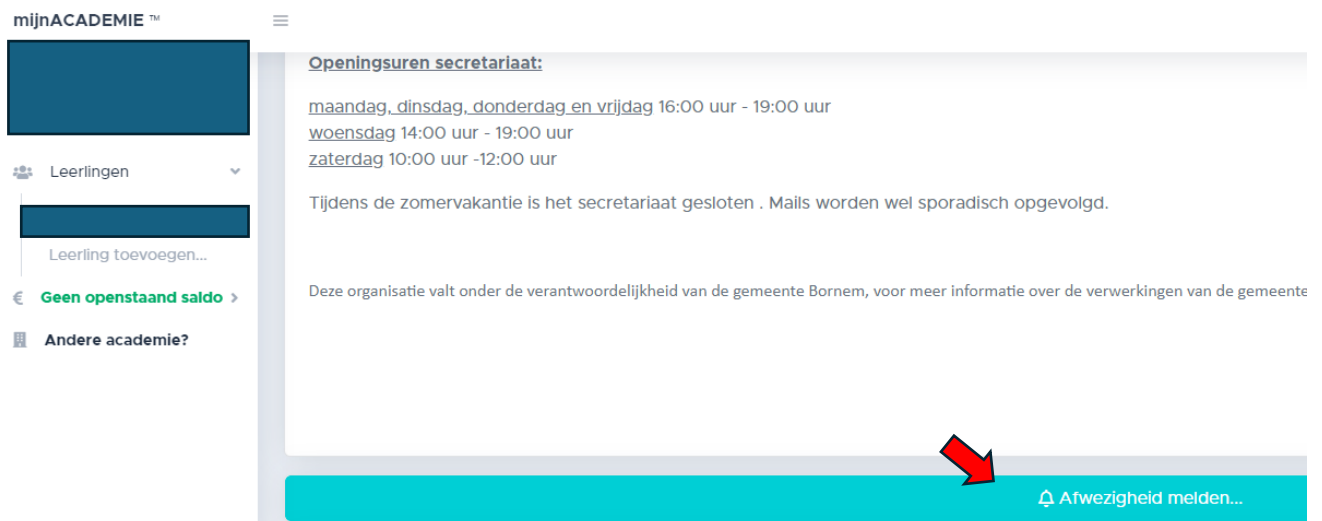 mijnACADEMIE ™
Openingsuren secretariaat:
maandag, dinsdag, donderdag en vrijdag 16:00 uur - 19:00 uur
woensdag 14:00 uur - 19:00 uur
zaterdag 10:00 uur -12:00 uur
Tijdens de zomervakantie is het secretariaat gesloten . Mails worden wel sporadisch opgevolgd.
Deze organisatie valt onder de verantwoordelijkheid van de gemeente Bornem, voor meer informatie over de verwerkingen van de gemeente
Leerlingen
Leerling toevoegen...
€ Geen openstaand saldo >
Andere academie?
Afwezigheid melden...